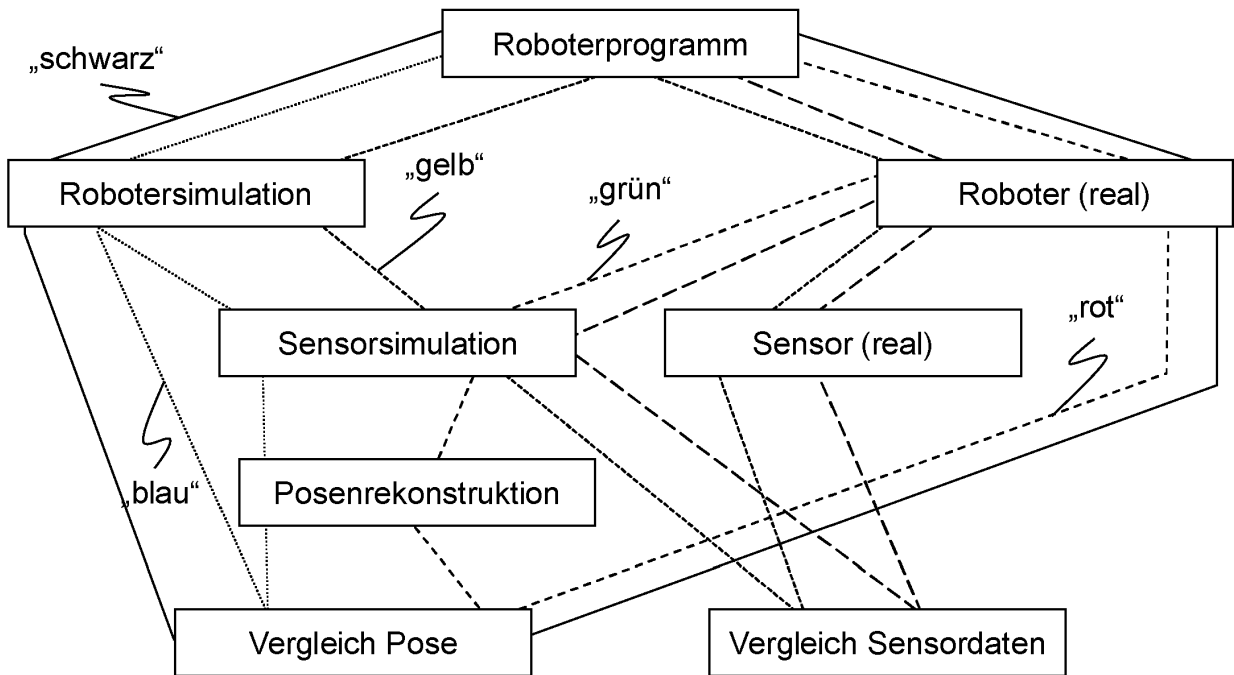 Roboterprogramm
„schwarz“
„gelb“
„grün“
Robotersimulation
Roboter (real)
„rot“
Sensorsimulation
Sensor (real)
„blau“
Posenrekonstruktion
Vergleich Pose
Vergleich Sensordaten